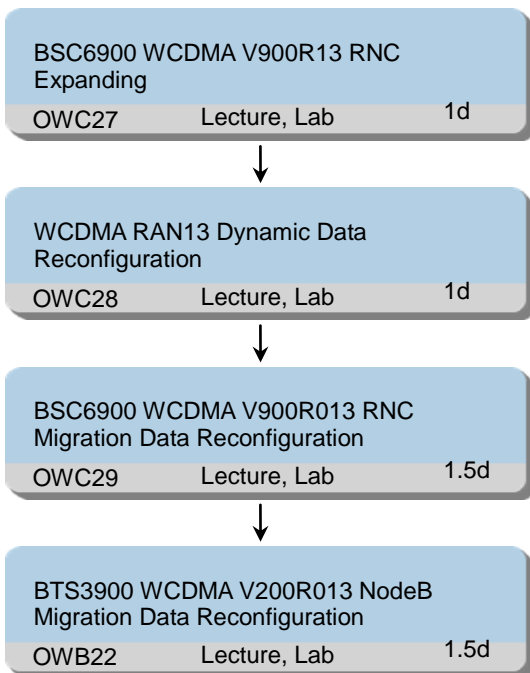 BSC6900 WCDMA V900R13 RNC
Expanding
OWC27 Lecture, Lab 1d
WCDMA RAN13 Dynamic Data
Reconfiguration
OWC28 Lecture, Lab 1d
BSC6900 WCDMA V900R013 RNC
Migration Data Reconfiguration
OWC29 Lecture, Lab 1.5d
BTS3900 WCDMA V200R013 NodeB
Migration Data Reconfiguration
OWB22 Lecture, Lab 1.5d